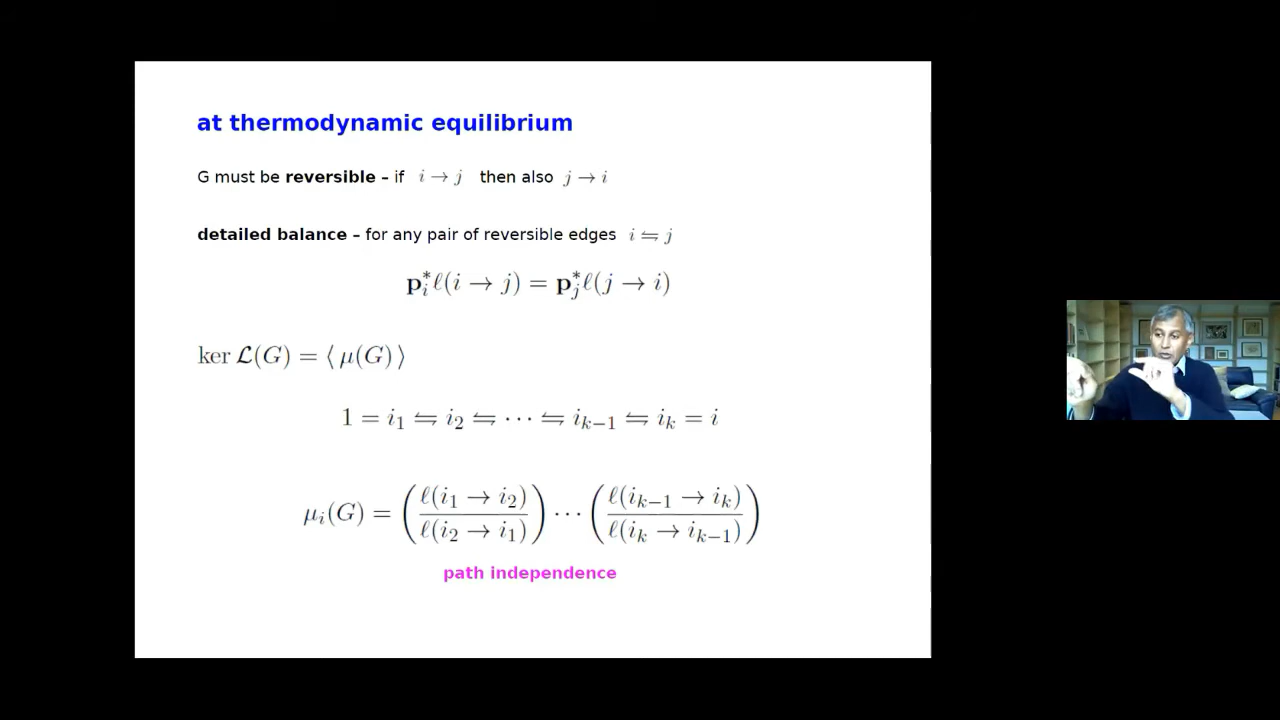 at thermodynamic equilibrium
G must be reversible – if i → j then also j → i
detailed balance – for any pair of reversible edges i ⇋ j
p*_i ℓ(i → j) = p*_j ℓ(j → i)
ker ℒ(G) = ⟨ μ(G) ⟩
1 = i_1 ⇋ i_2 ⇋ ⋯ ⇋ i_{k−1} ⇋ i_k = i
μ_i(G) = (ℓ(i_1 → i_2) / ℓ(i_2 → i_1)) ⋯ (ℓ(i_{k−1} → i_k) / ℓ(i_k → i_{k−1}))
path independence